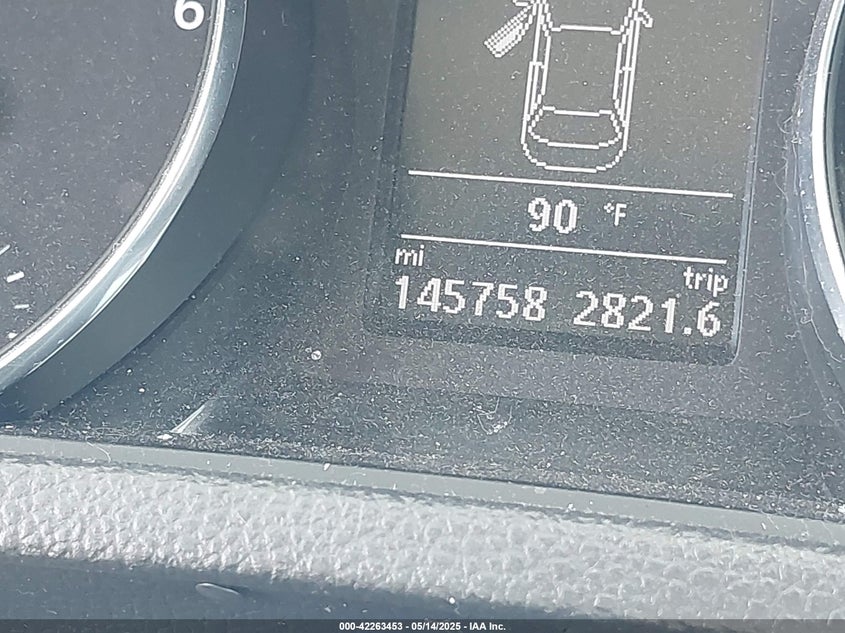 6
90 °F
mi trip
145758 2821.6
000-42263453 - 05/14/2025 - IAA Inc.